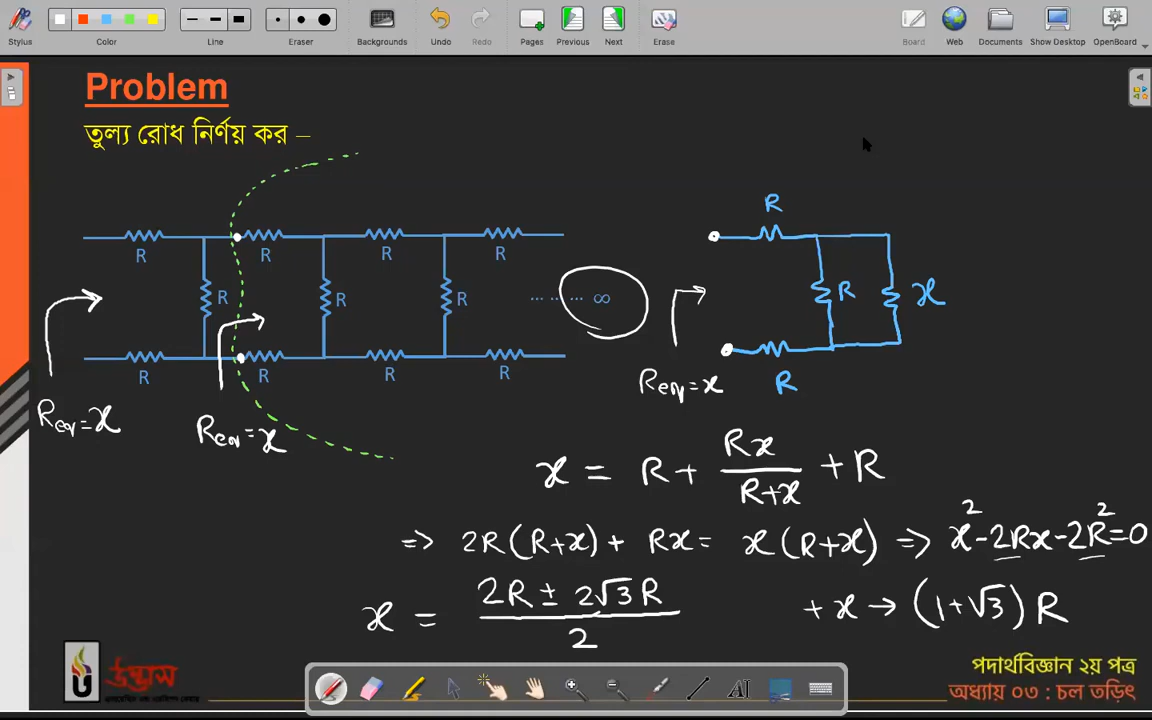 Stylus Color Line Eraser Backgrounds Undo Redo Pages Previous Next Erase Board Web Documents Show Desktop OpenBoard
Problem
তুল্য রোধ নির্ণয় কর –
R R R R
R R R ... ... ... ∞
R R R R
Req = x
Req = x
R
R x
R
Req = x
x = R + Rx/(R+x) + R
⇒ 2R(R+x) + Rx = x(R+x) ⇒ x² - 2Rx - 2R² = 0
x = (2R ± 2√3 R)/2 +x → (1+√3) R
উদ্ভাস
পদার্থবিজ্ঞান ২য় পত্র
অধ্যায় ০৩ : চল তড়িৎ